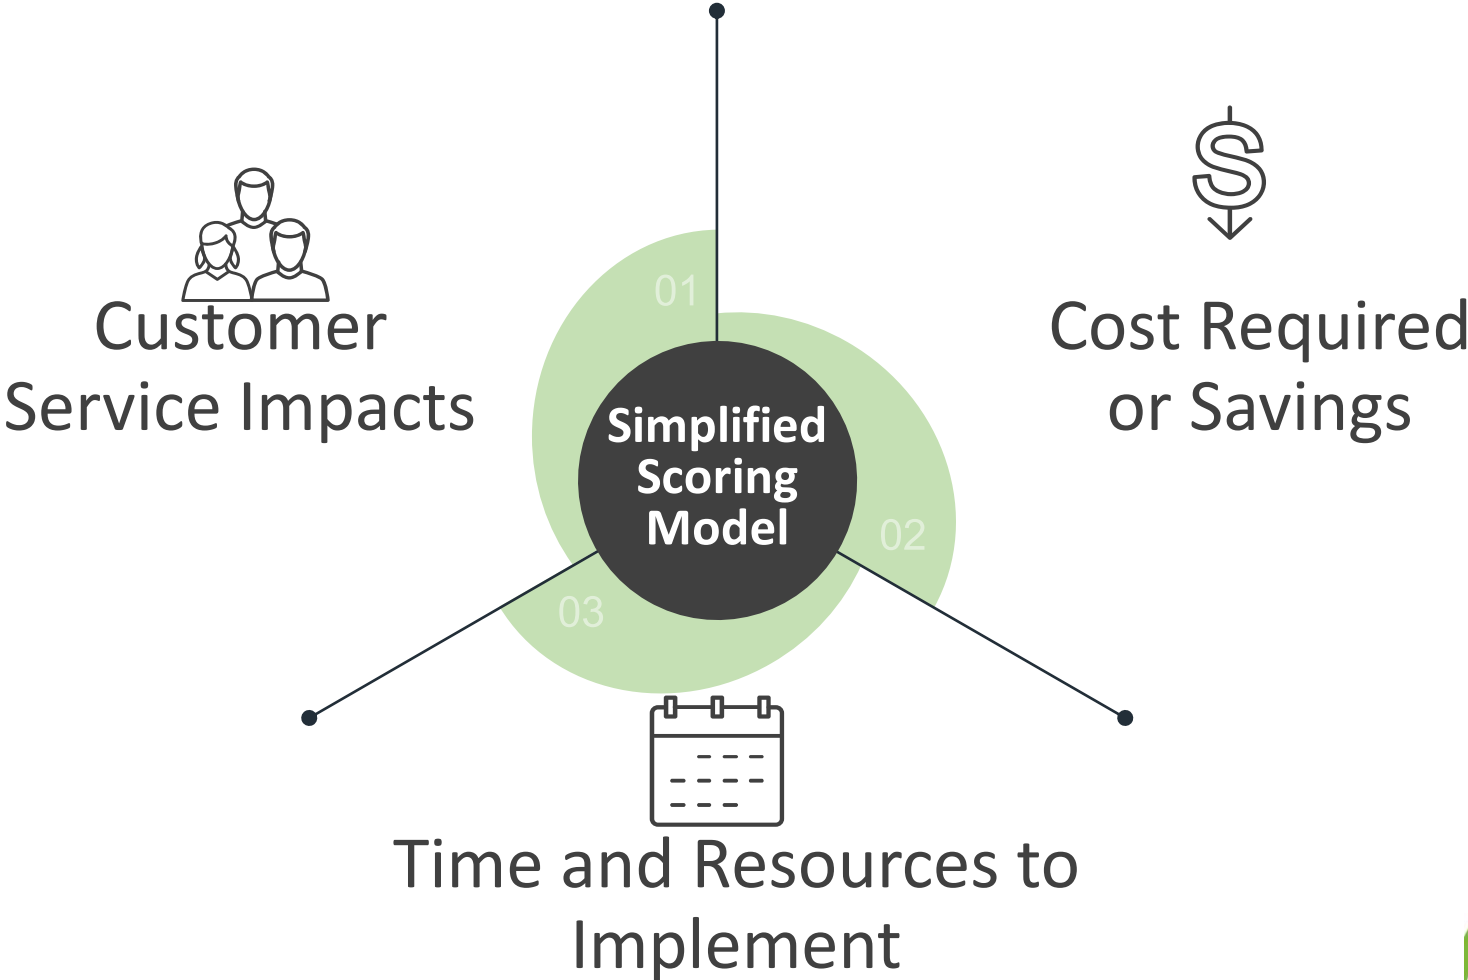 01
Customer
Service Impacts
Cost Required
or Savings
Simplified
Scoring
Model
02
03
Time and Resources to
Implement